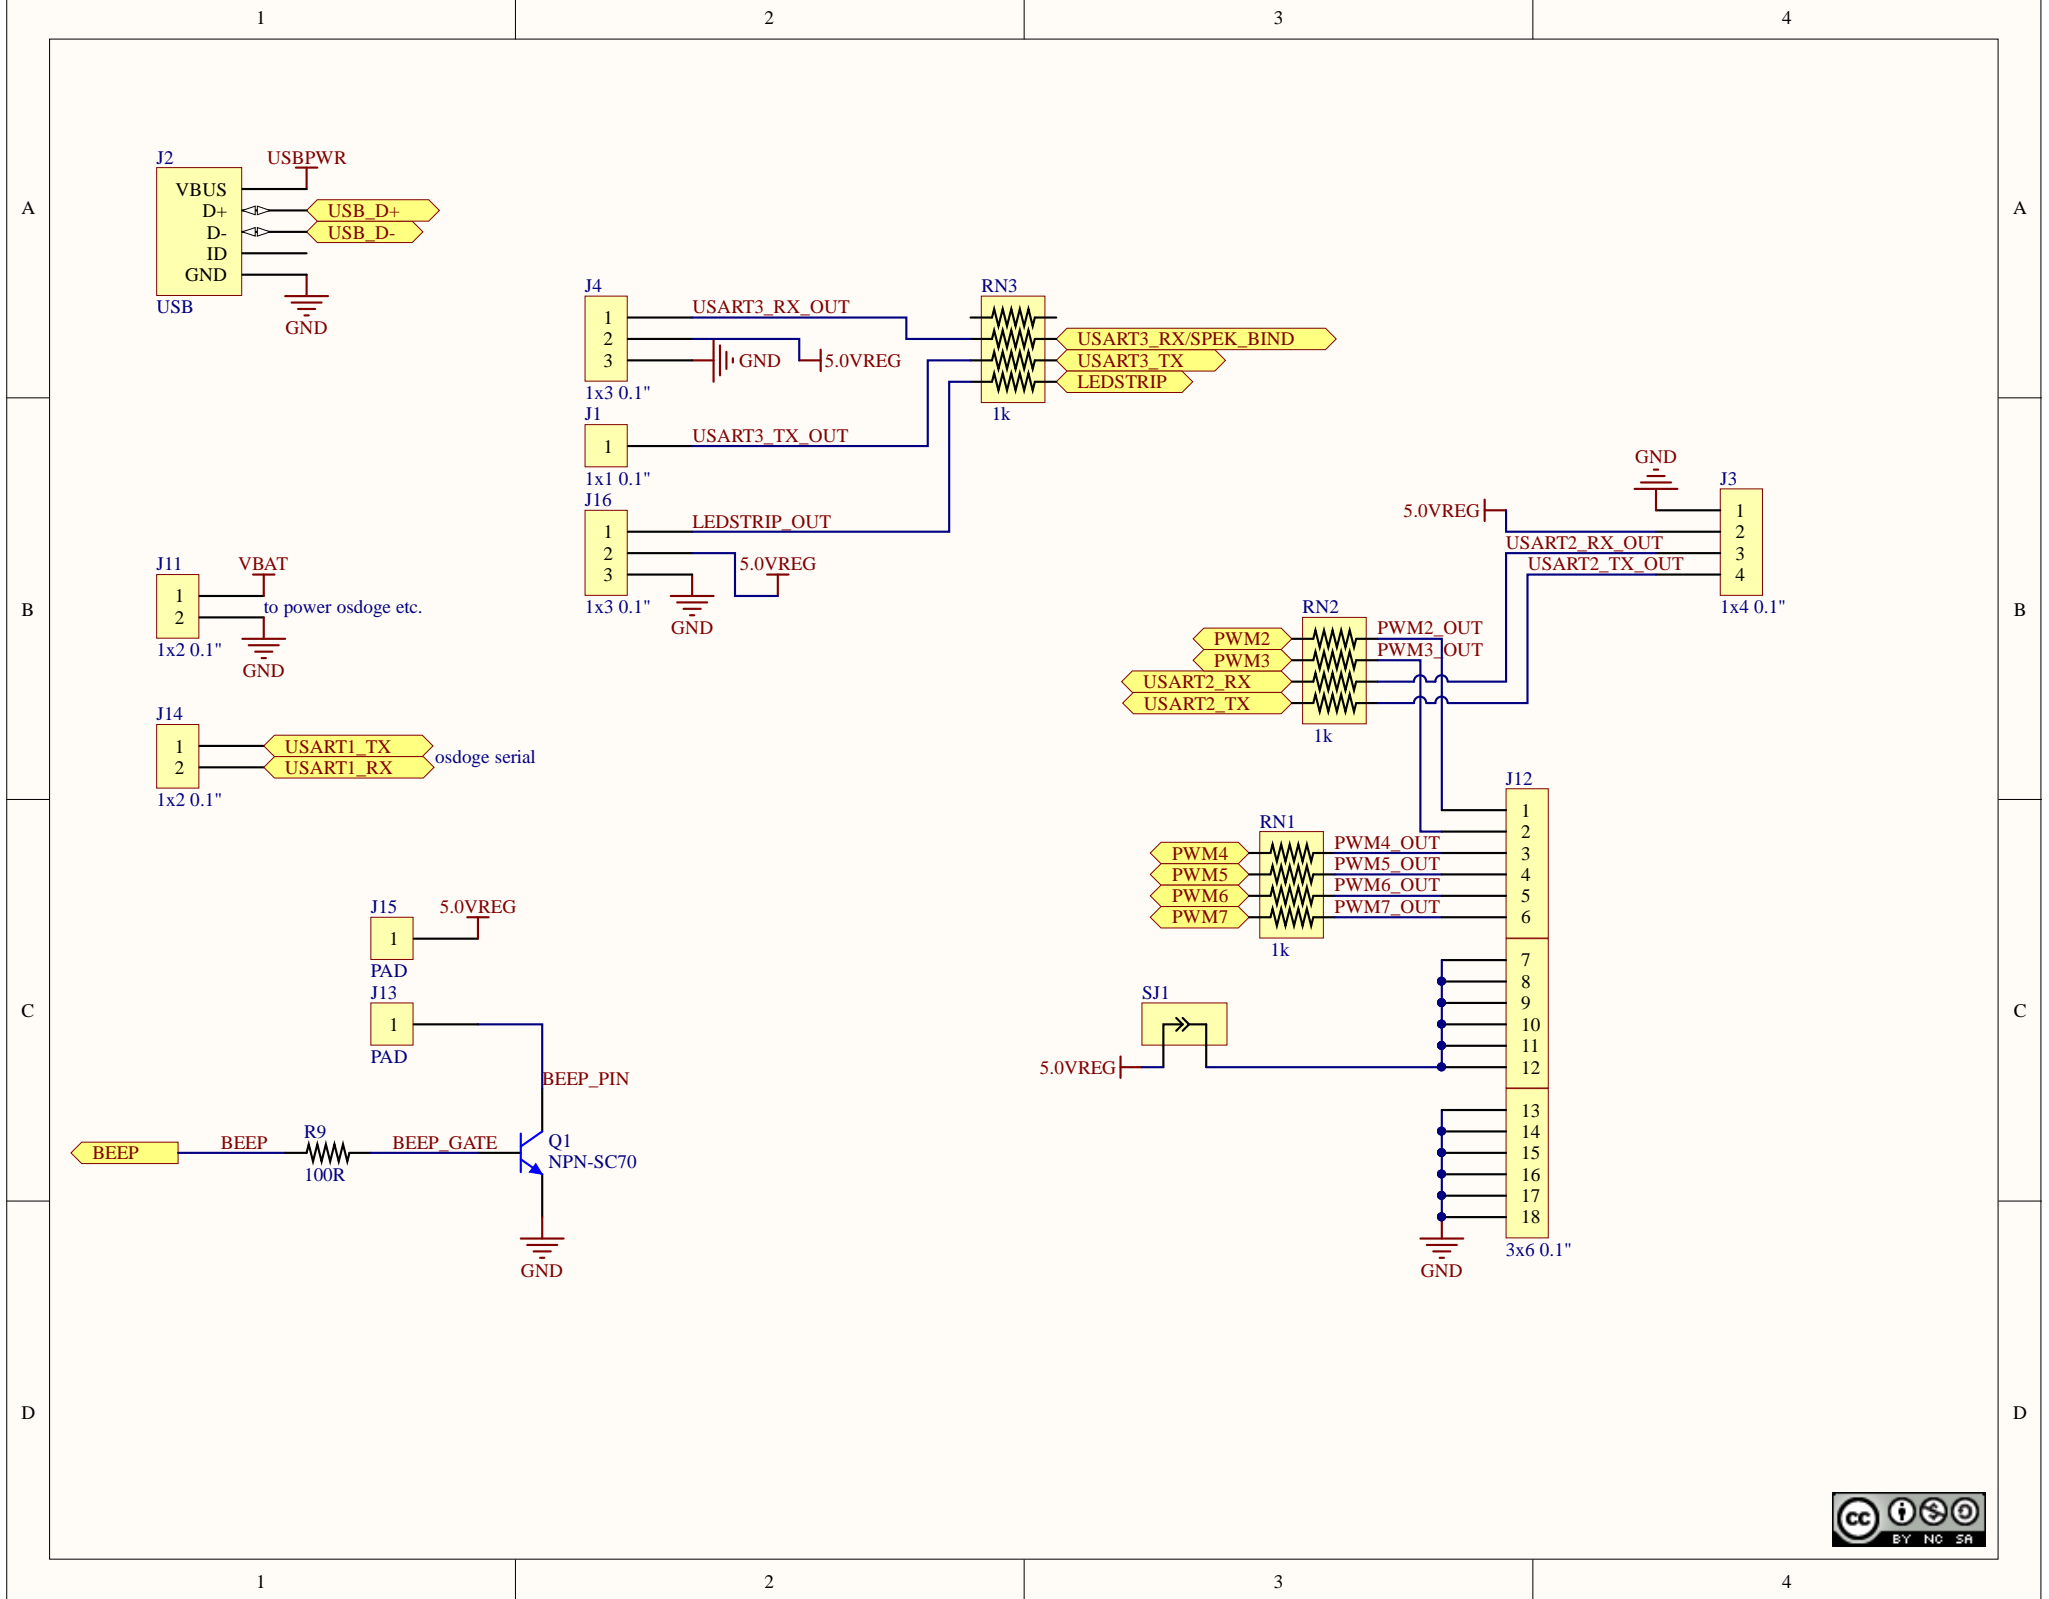 1 2 3 4
A A
J2 USBPWR
VBUS
D+ USB_D+
D- USB_D-
ID
GND
USB
GND
J4 RN3
1 USART3_RX_OUT
2 USART3_RX/SPEK_BIND
3 GND 5.0VREG USART3_TX
LEDSTRIP
1x3 0.1"
1k
J1
1 USART3_TX_OUT
1x1 0.1"
J16
1 LEDSTRIP_OUT
2 5.0VREG
3
1x3 0.1"
GND
GND
J3
5.0VREG 1
2
USART2_RX_OUT 3
USART2_TX_OUT 4
1x4 0.1"
B B
J11 VBAT
1 to power osdoge etc.
2
1x2 0.1"
GND
RN2
PWM2 PWM2_OUT
PWM3 PWM3_OUT
USART2_RX
USART2_TX
1k
J14
1 USART1_TX
2 USART1_RX
osdoge serial
1x2 0.1"
J12
1
2
RN1
PWM4 PWM4_OUT 3
PWM5 PWM5_OUT 4
PWM6 PWM6_OUT 5
PWM7 PWM7_OUT 6
1k
J15 5.0VREG
1
PAD
J13
1
PAD
C C
7
8
9
10
11
12
SJ1
5.0VREG
BEEP_PIN
BEEP BEEP R9 BEEP_GATE Q1
100R NPN-SC70
GND
13
14
15
16
17
18
3x6 0.1"
GND
D D
cc
BY NC SA
1 2 3 4